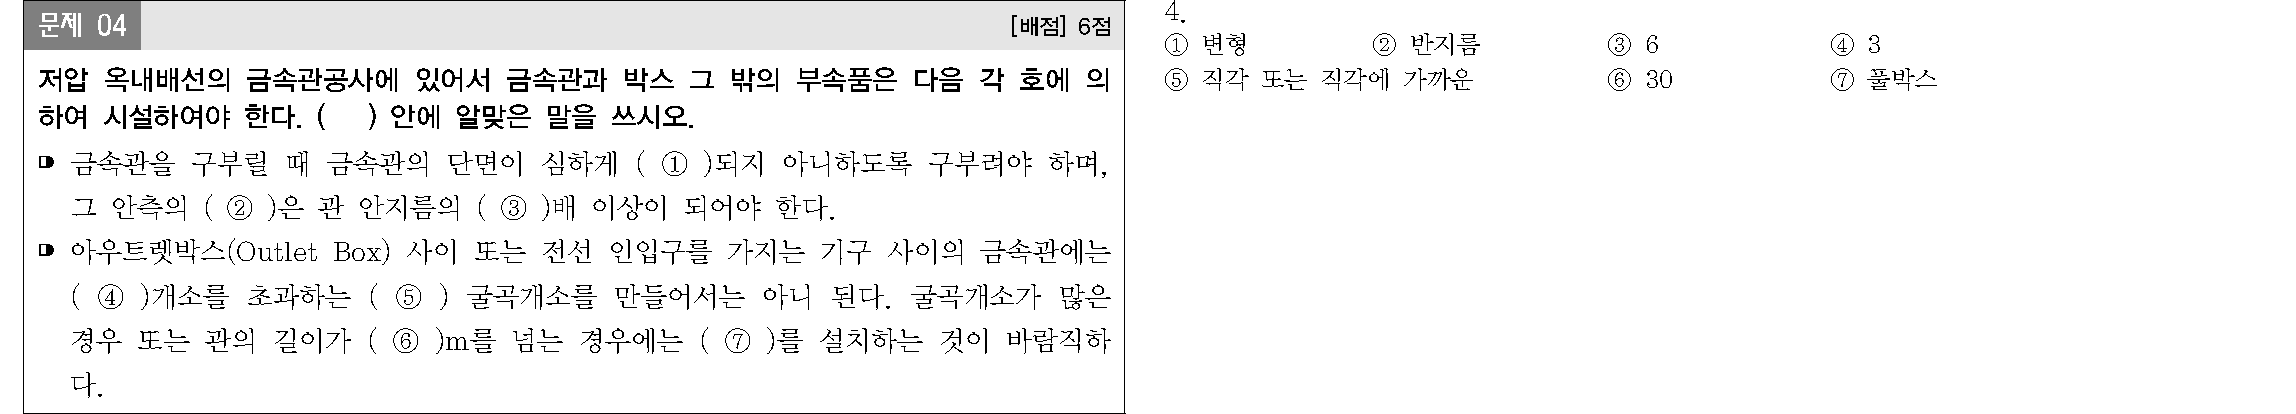 문제 04
[배점] 6점
저압 옥내배선의 금속관공사에 있어서 금속관과 박스 그 밖의 부속품은 다음 각 호에 의
하여 시설하여야 한다. ( ) 안에 알맞은 말을 쓰시오.
금속관을 구부릴 때 금속관의 단면이 심하게 ( ① )되지 아니하도록 구부려야 하며,
그 안측의 ( ② )은 관 안지름의 ( ③ )배 이상이 되어야 한다.
아우트렛박스(Outlet Box) 사이 또는 전선 인입구를 가지는 기구 사이의 금속관에는
( ④ )개소를 초과하는 ( ⑤ ) 굴곡개소를 만들어서는 아니 된다. 굴곡개소가 많은
경우 또는 관의 길이가 ( ⑥ )m를 넘는 경우에는 ( ⑦ )를 설치하는 것이 바람직하
다.
4.
① 변형 ② 반지름 ③ 6 ④ 3
⑤ 직각 또는 직각에 가까운 ⑥ 30 ⑦ 풀박스